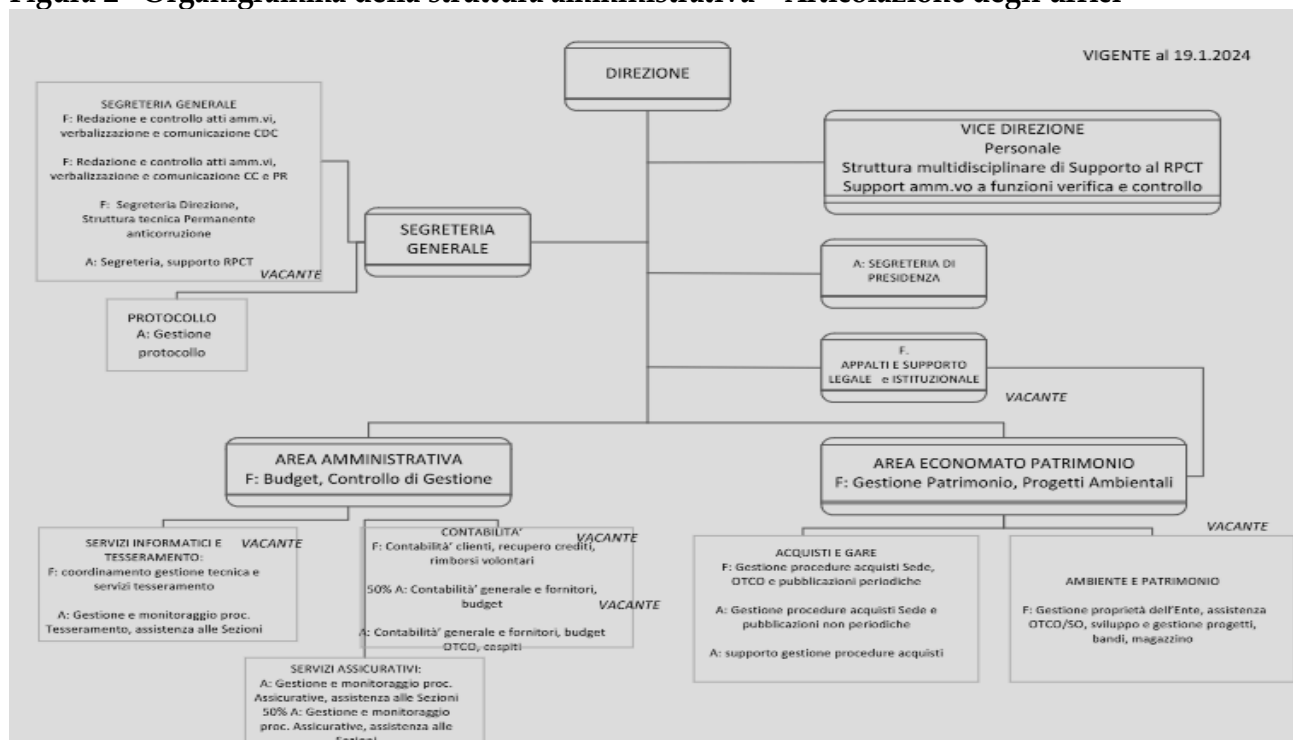 Figura 2 - Organigramma della struttura amministrativa - Articolazione degli uffici
VIGENTE al 19.1.2024
DIREZIONE
SEGRETERIA GENERALE
F: Redazione e controllo atti amm.vi,
verbalizzazione e comunicazione CDC
F: Redazione e controllo atti amm.vi,
verbalizzazione e comunicazione CC e PR
F: Segreteria Direzione,
Struttura tecnica Permanente
anticorruzione
A: Segreteria, supporto RPCT
VACANTE
VICE DIREZIONE
Personale
Struttura multidisciplinare di Supporto al RPCT
Support amm.vo a funzioni verifica e controllo
SEGRETERIA
GENERALE
A: SEGRETERIA DI
PRESIDENZA
PROTOCOLLO
A: Gestione
protocollo
F.
APPALTI E SUPPORTO
LEGALE e ISTITUZIONALE
VACANTE
AREA AMMINISTRATIVA
F: Budget, Controllo di Gestione
AREA ECONOMATO PATRIMONIO
F: Gestione Patrimonio, Progetti Ambientali
SERVIZI INFORMATICI E
TESSERAMENTO:
F: coordinamento gestione tecnica e
servizi tesseramento
A: Gestione e monitoraggio proc.
Tesseramento, assistenza alle Sezioni
VACANTE
CONTABILITA'
F: Contabilità' clienti, recupero crediti,
rimborsi volontari
VACANTE
50% A: Contabilità' generale e fornitori,
budget
VACANTE
A: Contabilità' generale e fornitori, budget
OTCO, cespiti
SERVIZI ASSICURATIVI:
A: Gestione e monitoraggio proc.
Assicurative, assistenza alle Sezioni
50% A: Gestione e monitoraggio
proc. Assicurative, assistenza alle
Sezioni
ACQUISTI E GARE
F: Gestione procedure acquisti Sede,
OTCO e pubblicazioni periodiche
A: Gestione procedure acquisti Sede e
pubblicazioni non periodiche
A: supporto gestione procedure acquisti
VACANTE
AMBIENTE E PATRIMONIO
F: Gestione proprietà dell'Ente, assistenza
OTCO/SO, sviluppo e gestione progetti,
bandi, magazzino